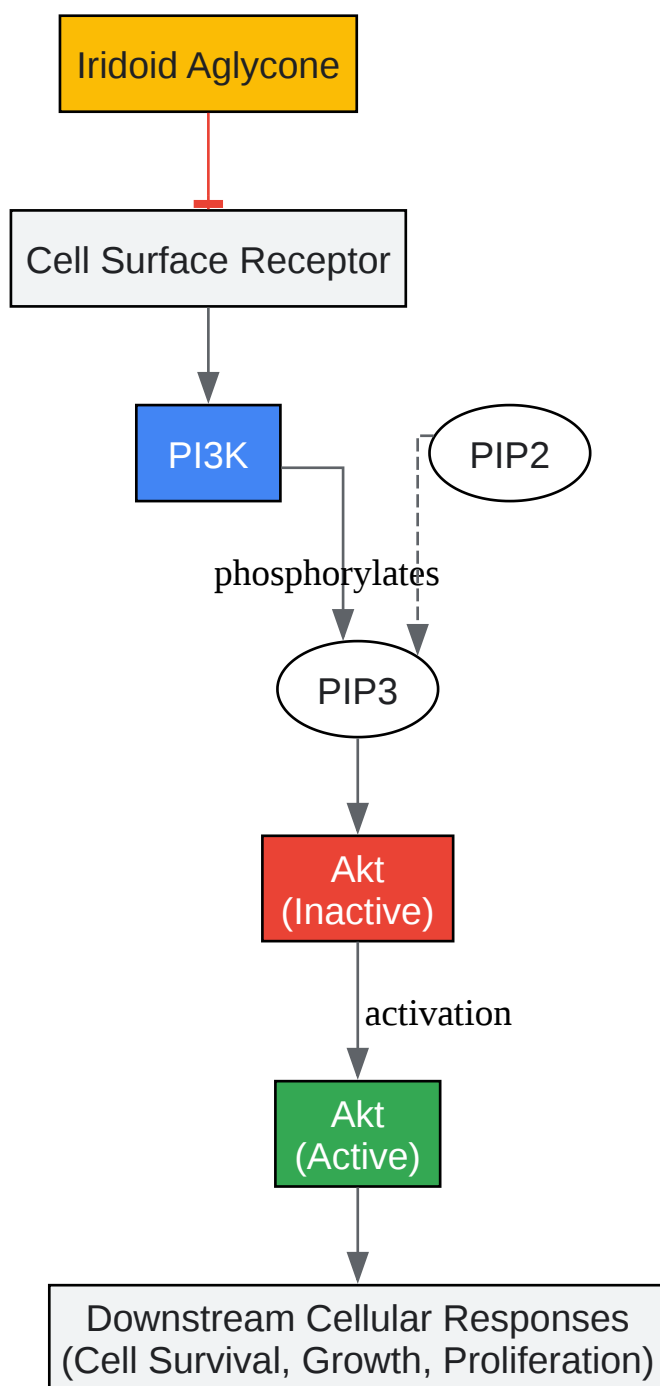 Iridoid Aglycone
Cell Surface Receptor
PI3K
PIP2
phosphorylates
PIP3
Akt
(Inactive)
activation
Akt
(Active)
Downstream Cellular Responses
(Cell Survival, Growth, Proliferation)